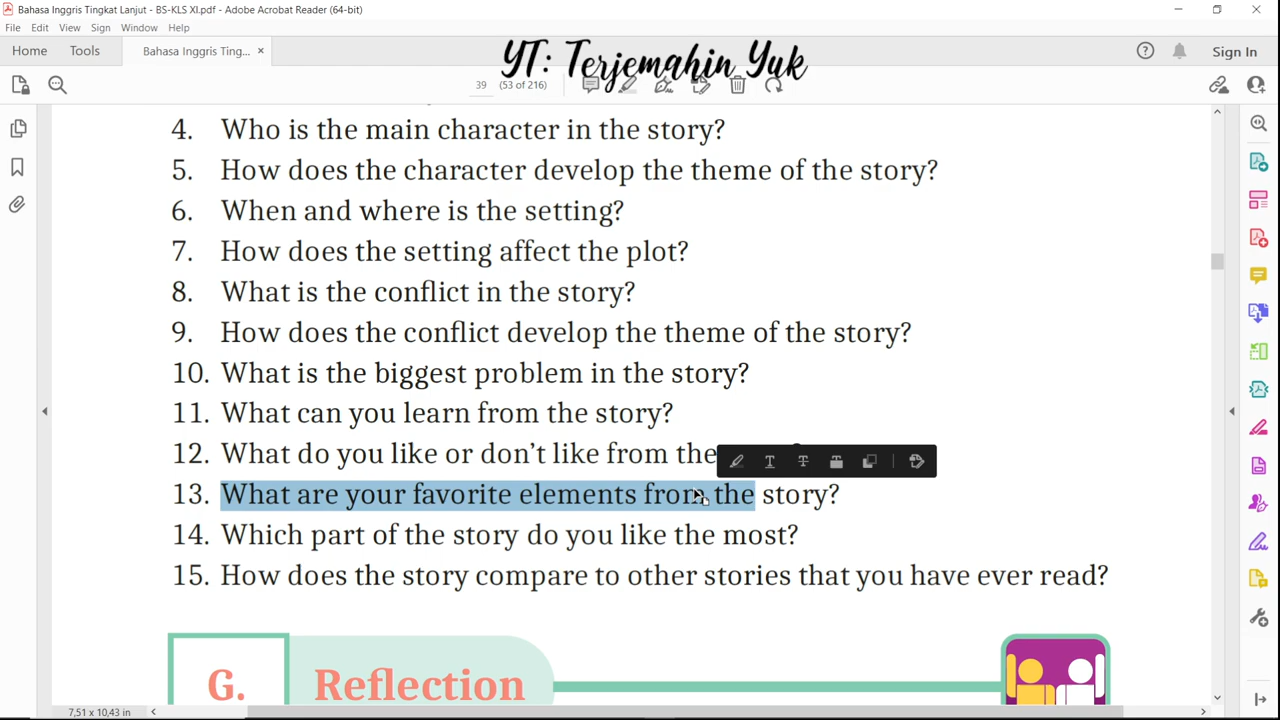 Bahasa Inggris Tingkat Lanjut - BS-KLS XI.pdf - Adobe Acrobat Reader (64-bit)
File Edit View Sign Window Help
Home Tools Bahasa Inggris Ting... × Sign In
YT: Terjemahin Yuk
39 (53 of 216)
4. Who is the main character in the story?
5. How does the character develop the theme of the story?
6. When and where is the setting?
7. How does the setting affect the plot?
8. What is the conflict in the story?
9. How does the conflict develop the theme of the story?
10. What is the biggest problem in the story?
11. What can you learn from the story?
12. What do you like or don’t like from the
13. What are your favorite elements from the story?
14. Which part of the story do you like the most?
15. How does the story compare to other stories that you have ever read?
G. Reflection
7,51 x 10,43 in